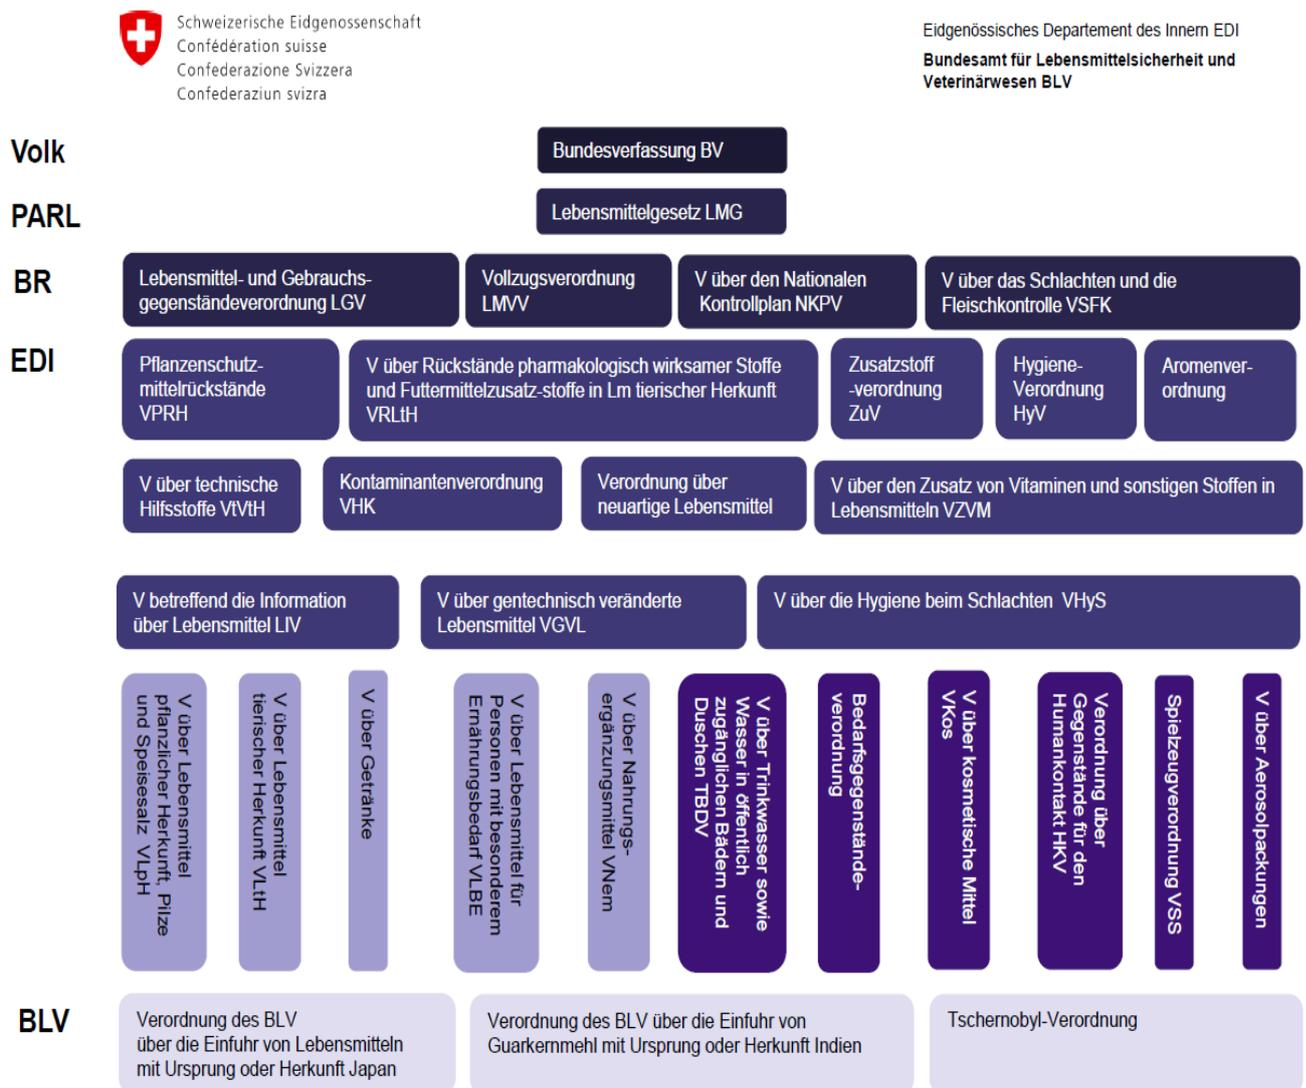 Schweizerische Eidgenossenschaft
Confédération suisse
Confederazione Svizzera
Confederaziun svizra
Eidgenössisches Departement des Innern EDI
Bundesamt für Lebensmittelsicherheit und
Veterinärwesen BLV
Volk
Bundesverfassung BV
PARL
Lebensmittelgesetz LMG
BR
Lebensmittel- und Gebrauchs-
gegenständeverordnung LGV
Vollzugsverordnung
LMVV
V über den Nationalen
Kontrollplan NKPV
V über das Schlachten und die
Fleischkontrolle VSFK
EDI
Pflanzenschutz-
mittelrückstände
VPRH
V über Rückstände pharmakologisch wirksamer Stoffe
und Futtermittelzusatz-stoffe in Lm tierischer Herkunft
VRLtH
Zusatzstoff
-verordnung
ZuV
Hygiene-
Verordnung
HyV
Aromenver-
ordnung
V über technische
Hilfsstoffe VtVtH
Kontaminantenverordnung
VHK
Verordnung über
neuartige Lebensmittel
V über den Zusatz von Vitaminen und sonstigen Stoffen in
Lebensmitteln VZVM
V betreffend die Information
über Lebensmittel LIV
V über gentechnisch veränderte
Lebensmittel VGVL
V über die Hygiene beim Schlachten VHyS
V über Lebensmittel
pflanzlicher Herkunft, Pilze
und Speisesalz VLpH
V über Lebensmittel
tierischer Herkunft VLtH
V über Getränke
V über Lebensmittel für
Personen mit besonderem
Ernährungsbedarf VLBE
V über Nahrungs-
ergänzungsmittel VNem
V über Trinkwasser sowie
Wasser in öffentlich
zugänglichen Bädern und
Duschen TBDV
Bedarfsgegenstände-
verordnung
V über kosmetische Mittel
VKos
Verordnung über
Gegenstände für den
Humankontakt HKV
Spielzeugverordnung VSS
V über Aerosolpackungen
BLV
Verordnung des BLV
über die Einfuhr von Lebensmitteln
mit Ursprung oder Herkunft Japan
Verordnung des BLV über die Einfuhr von
Guarkernmehl mit Ursprung oder Herkunft Indien
Tschernobyl-Verordnung